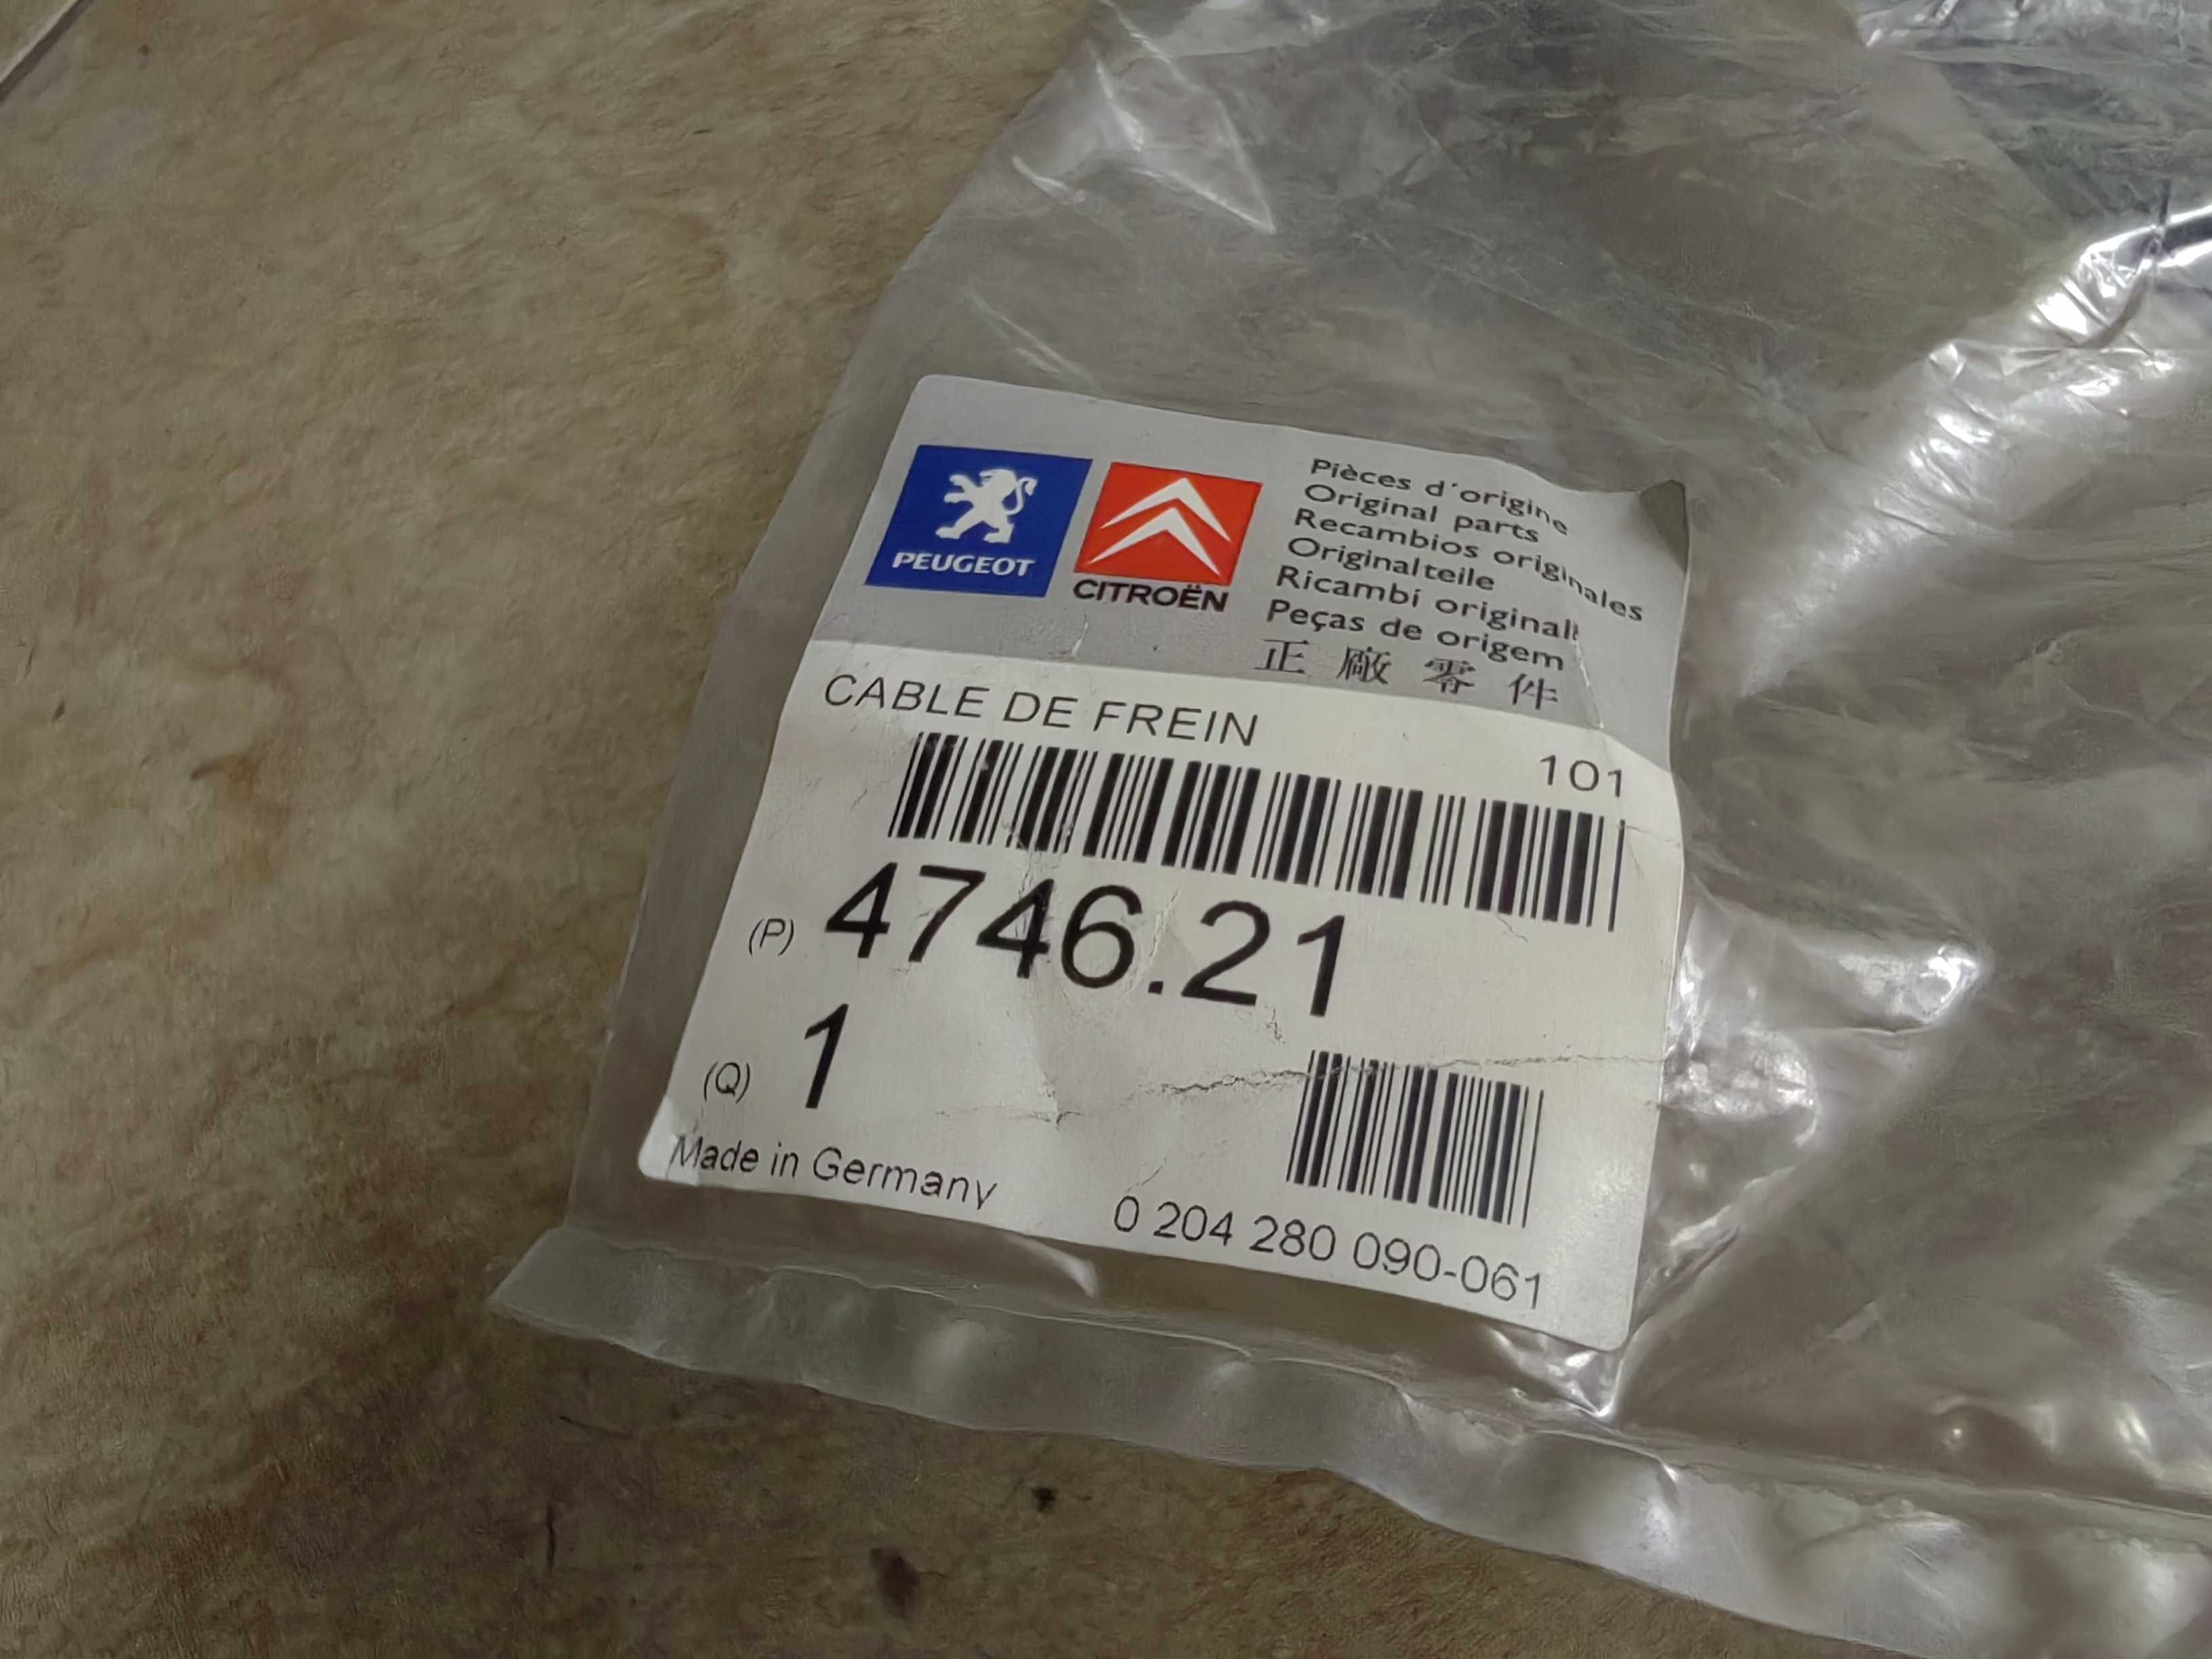 PEUGEOT
CITROËN
Pièces d'origine
Original parts
Recambios originales
Originalteile
Ricambi originali
Peças de origem
正廠零件
CABLE DE FREIN
101
(P) 4746.21
(Q) 1
Made in Germany
0 204 280 090-061